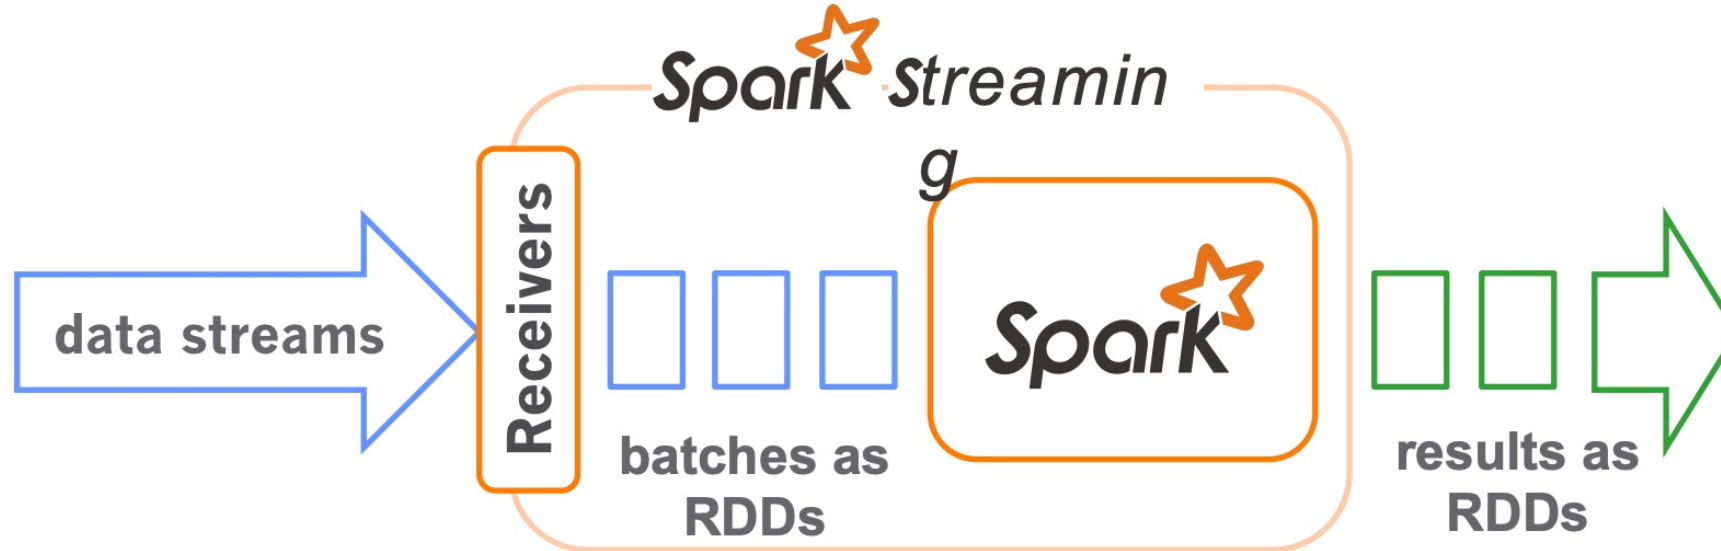 Spark Streamin
g
data streams
Receivers
batches as
RDDs
Spark
results as
RDDs